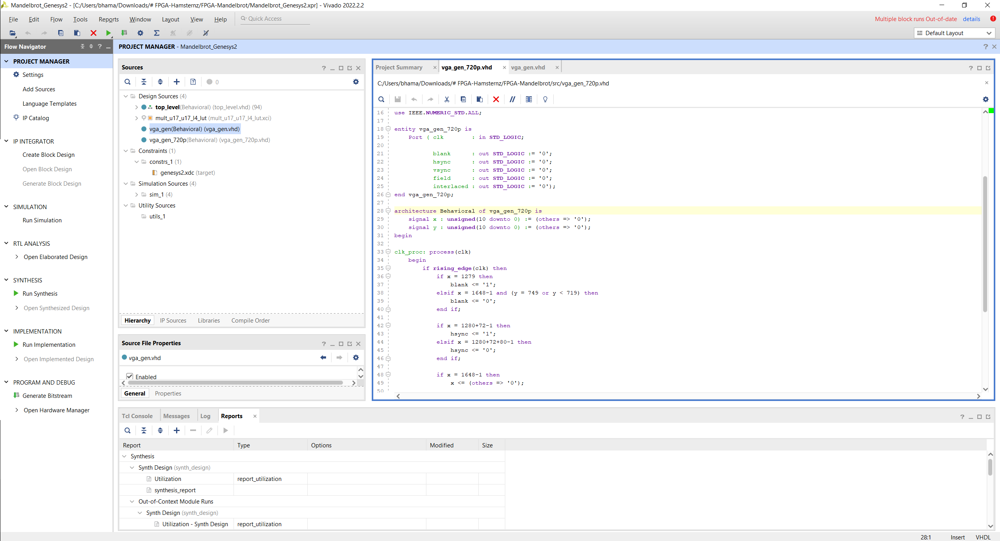 Mandelbrot_Genesys2 - [C:/Users/bhama/Downloads/# FPGA-Hamsternz/FPGA-Mandelbrot/Mandelbrot_Genesys2.xpr] - Vivado 2022.2.2
File Edit Flow Tools Reports Window Layout View Help Quick Access
Multiple block runs Out-of-date details
Default Layout
Flow Navigator
PROJECT MANAGER
Settings
Add Sources
Language Templates
IP Catalog
IP INTEGRATOR
Create Block Design
Open Block Design
Generate Block Design
SIMULATION
Run Simulation
RTL ANALYSIS
Open Elaborated Design
SYNTHESIS
Run Synthesis
Open Synthesized Design
IMPLEMENTATION
Run Implementation
Open Implemented Design
PROGRAM AND DEBUG
Generate Bitstream
Open Hardware Manager
PROJECT MANAGER - Mandelbrot_Genesys2
Sources
0
Design Sources (4)
top_level(Behavioral) (top_level.vhd) (94)
mult_u17_u17_l4_lut (mult_u17_u17_l4_lut.xci)
vga_gen(Behavioral) (vga_gen.vhd)
vga_gen_720p(Behavioral) (vga_gen_720p.vhd)
Constraints (1)
constrs_1 (1)
genesys2.xdc (target)
Simulation Sources (4)
sim_1 (4)
Utility Sources
utils_1
Hierarchy IP Sources Libraries Compile Order
Source File Properties
vga_gen.vhd
Enabled
General Properties
Project Summary vga_gen_720p.vhd vga_gen.vhd
C:/Users/bhama/Downloads/# FPGA-Hamsternz/FPGA-Mandelbrot/src/vga_gen_720p.vhd
16 use IEEE.NUMERIC_STD.ALL;
17
18 entity vga_gen_720p is
19 Port ( clk : in STD_LOGIC;
20
21 blank : out STD_LOGIC := '0';
22 hsync : out STD_LOGIC := '0';
23 vsync : out STD_LOGIC := '0';
24 field : out STD_LOGIC := '0';
25 interlaced : out STD_LOGIC := '0');
26 end vga_gen_720p;
27
28 architecture Behavioral of vga_gen_720p is
29 signal x : unsigned(10 downto 0) := (others => '0');
30 signal y : unsigned(10 downto 0) := (others => '0');
31 begin
32
33 clk_proc: process(clk)
34 begin
35 if rising_edge(clk) then
36 if x = 1279 then
37 blank <= '1';
38 elsif x = 1648-1 and (y = 749 or y < 719) then
39 blank <= '0';
40 end if;
41
42 if x = 1280+72-1 then
43 hsync <= '1';
44 elsif x = 1280+72+80-1 then
45 hsync <= '0';
46 end if;
47
48 if x = 1648-1 then
49 x <= (others => '0');
50
Tcl Console Messages Log Reports
Report Type Options Modified Size
Synthesis
Synth Design (synth_design)
Utilization report_utilization
synthesis_report
Out-of-Context Module Runs
Synth Design (synth_design)
Utilization - Synth Design report_utilization
28:1 Insert VHDL